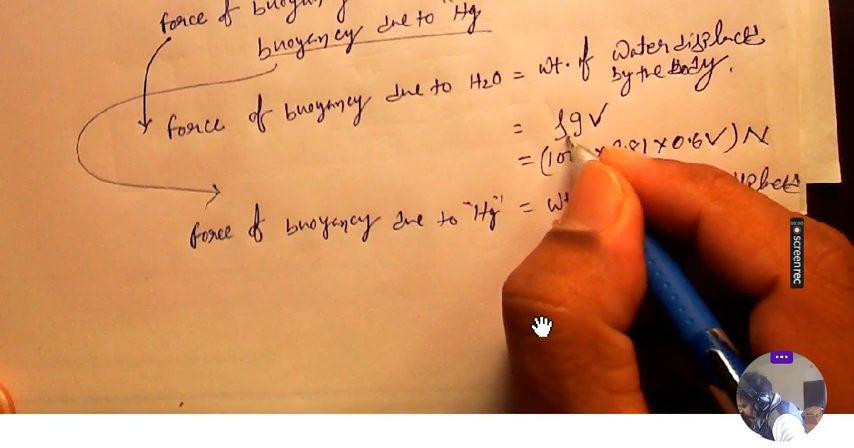 force of buoyancy
buoyancy due to "Hg
force of buoyancy due to H2O = wt. of water displaced
by the body.
= ρgV
= (10 × 9.81 × 0.6V) N
force of buoyancy due to "Hg" = wt
screenrec